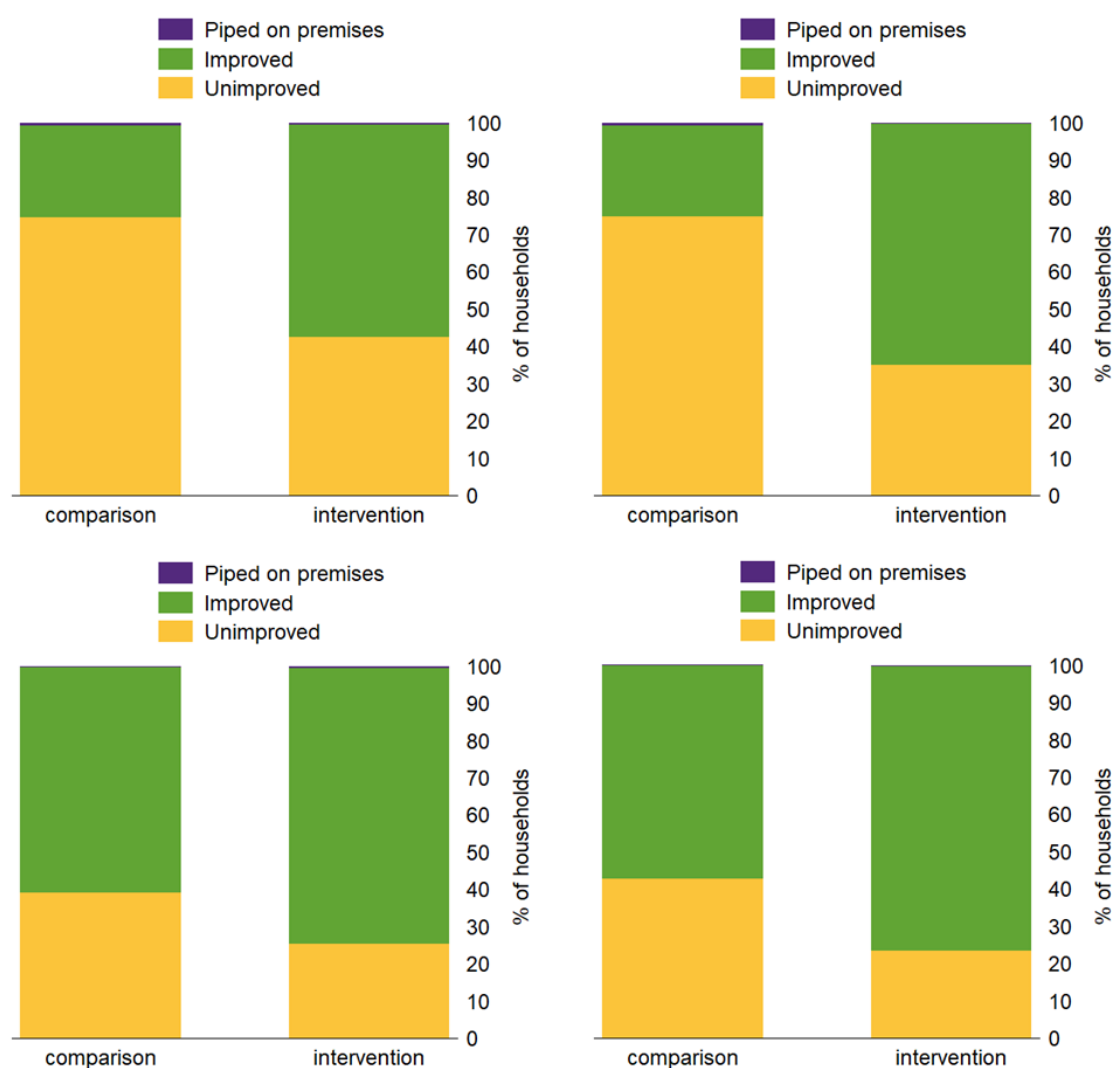 Piped on premises
Improved
Unimproved
100
90
80
70
60
50
40
30
20
10
0
% of households
comparison intervention
Piped on premises
Improved
Unimproved
100
90
80
70
60
50
40
30
20
10
0
% of households
comparison intervention
Piped on premises
Improved
Unimproved
100
90
80
70
60
50
40
30
20
10
0
% of households
comparison intervention
Piped on premises
Improved
Unimproved
100
90
80
70
60
50
40
30
20
10
0
% of households
comparison intervention